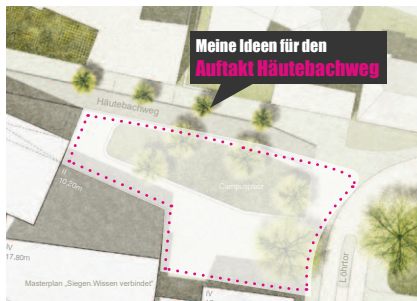 Meine Ideen für den
Auftakt Häutebachweg
Häutebachweg
Campusplatz
II
10.20m
Löhrtor
IV
17.80m
Masterplan „Siegen.Wissen verbindet“
IV